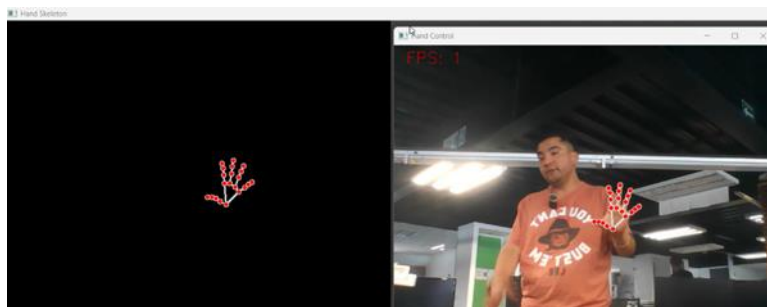 Hand Skeleton
Hand Control
FPS: 1
YOU CAN'T
BUST 'EM